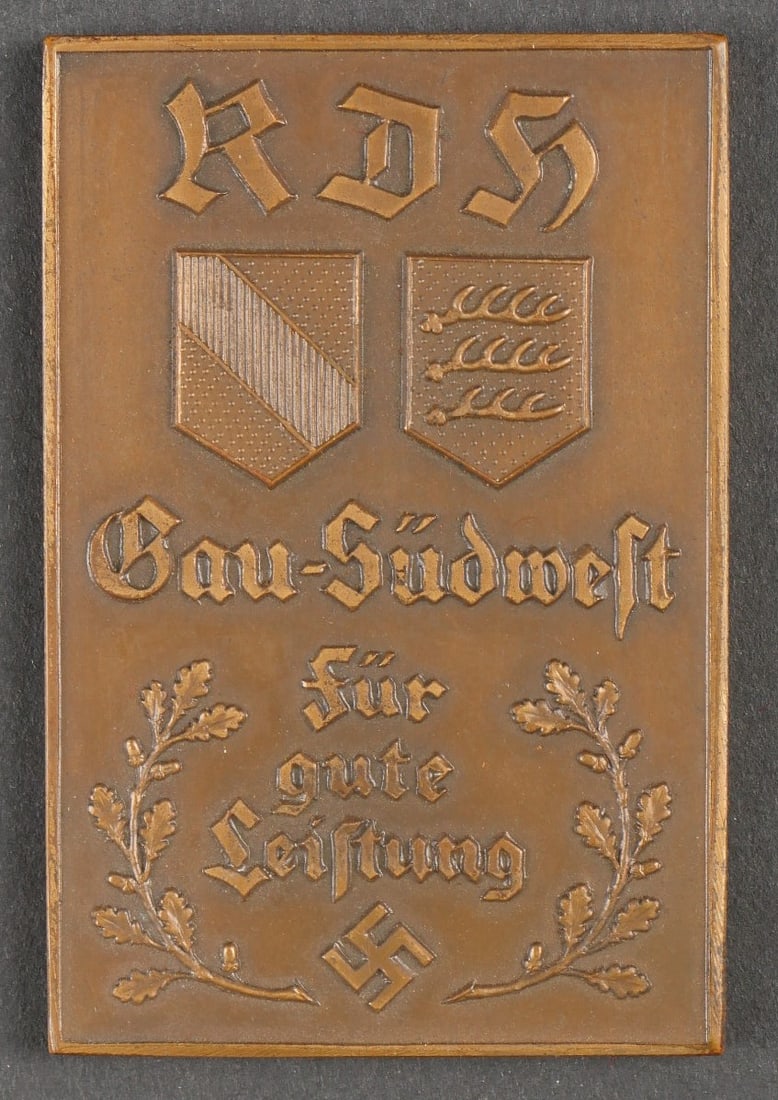 RDH
Gau-Südwest
Für
gute
Leistung